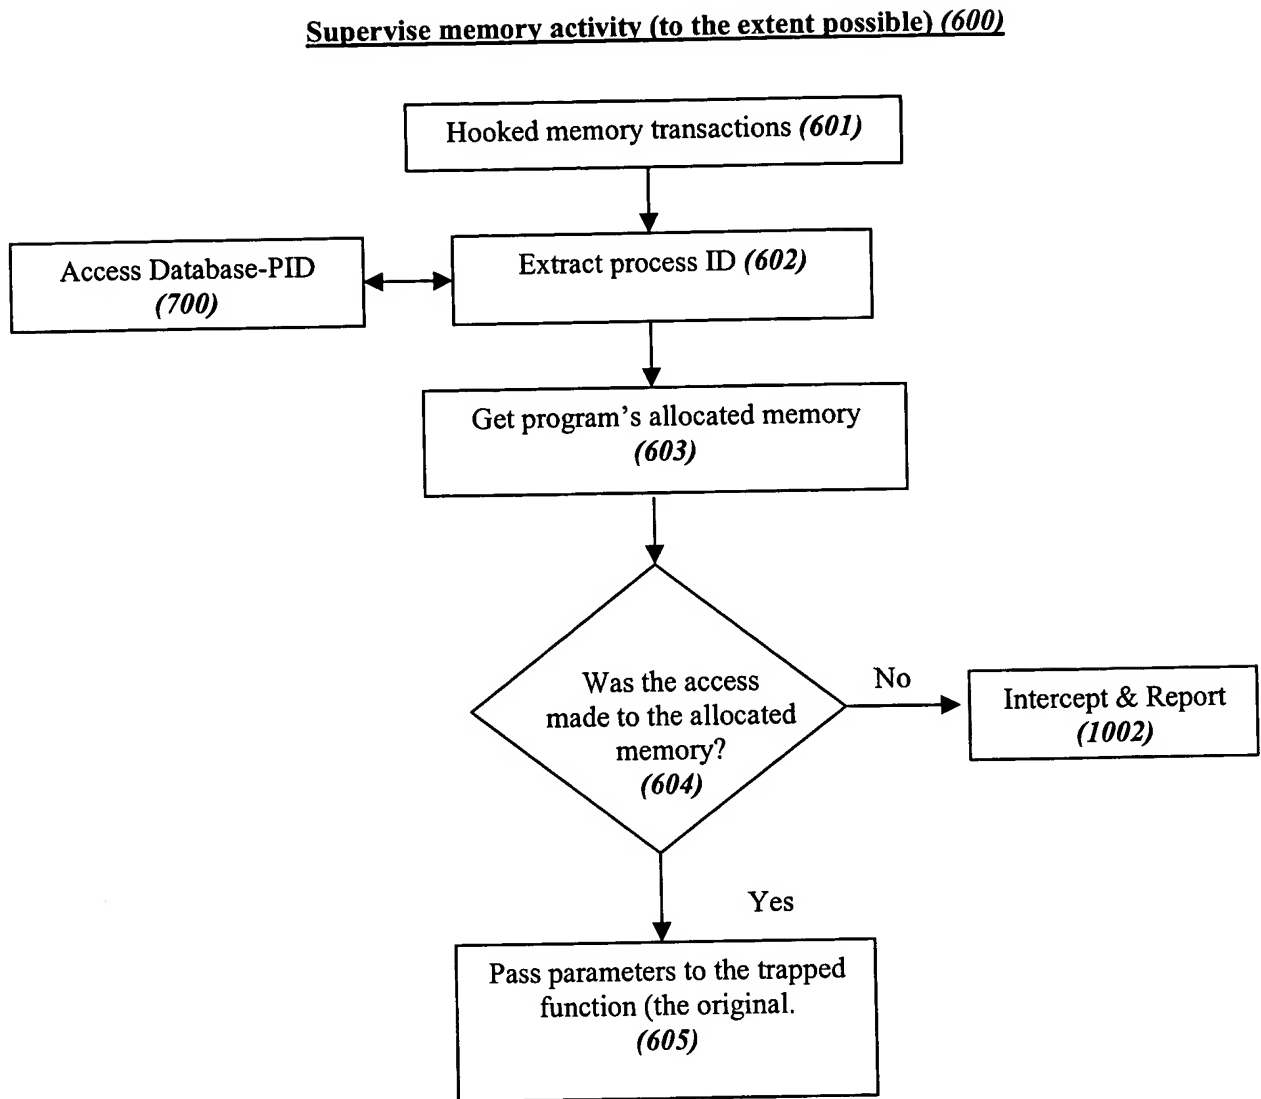 Supervise memory activity (to the extent possible) (600)
Hooked memory transactions (601)
Access Database-PID
(700)
Extract process ID (602)
Get program's allocated memory
(603)
Was the access
made to the allocated
memory?
(604)
No
Intercept & Report
(1002)
Yes
Pass parameters to the trapped
function (the original.
(605)